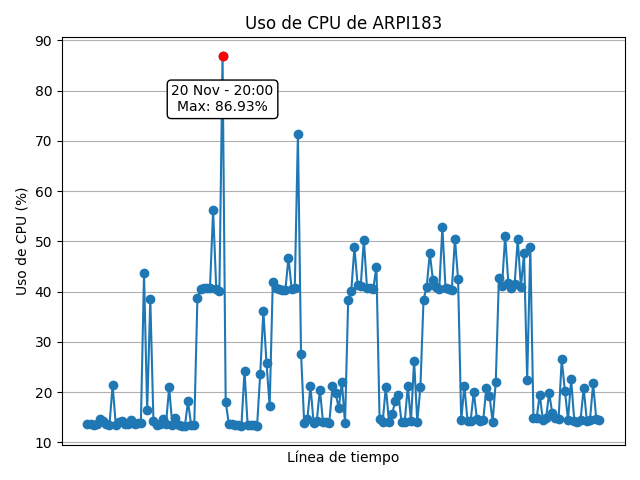 Uso de CPU de ARPI183
90
80
70
60
50
40
30
20
10
Uso de CPU (%)
20 Nov - 20:00
Max: 86.93%
Línea de tiempo